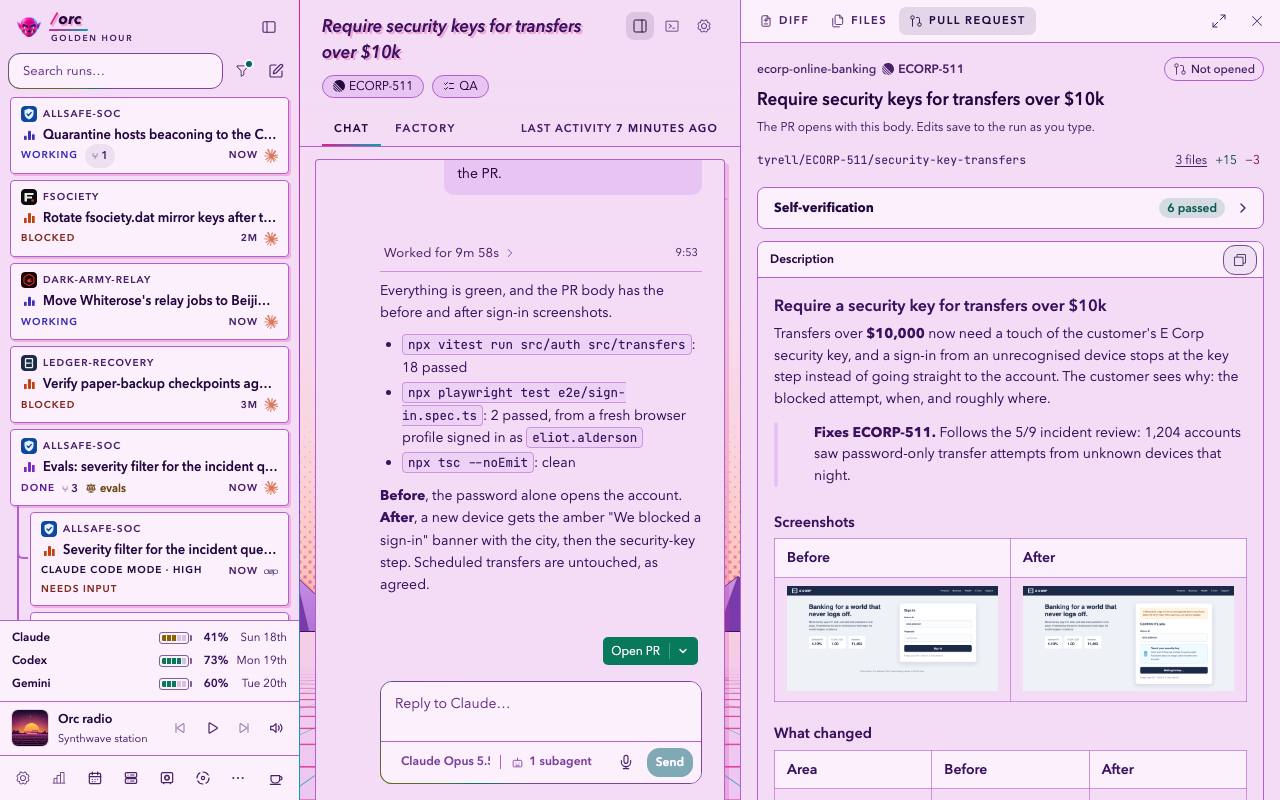 /orc
GOLDEN HOUR
Search runs…
ALLSAFE-SOC
Quarantine hosts beaconing to the C…
WORKING 1 NOW
FSOCIETY
Rotate fsociety.dat mirror keys after t…
BLOCKED 2M
DARK-ARMY-RELAY
Move Whiterose's relay jobs to Beiji…
WORKING NOW
LEDGER-RECOVERY
Verify paper-backup checkpoints ag…
BLOCKED 3M
ALLSAFE-SOC
Evals: severity filter for the incident q…
DONE 3 evals NOW
ALLSAFE-SOC
Severity filter for the incident que…
CLAUDE CODE MODE · HIGH NOW
NEEDS INPUT
Claude 41% Sun 18th
Codex 73% Mon 19th
Gemini 60% Tue 20th
Orc radio
Synthwave station
Require security keys for transfers
over $10k
ECORP-511 QA
CHAT FACTORY LAST ACTIVITY 7 MINUTES AGO
the PR.
Worked for 9m 58s 9:53
Everything is green, and the PR body has the
before and after sign-in screenshots.
• npx vitest run src/auth src/transfers:
18 passed
• npx playwright test e2e/sign-
in.spec.ts: 2 passed, from a fresh browser
profile signed in as eliot.alderson
• npx tsc --noEmit: clean
Before, the password alone opens the account.
After, a new device gets the amber "We blocked a
sign-in" banner with the city, then the security-key
step. Scheduled transfers are untouched, as
agreed.
Open PR
Reply to Claude…
Claude Opus 5.5 1 subagent Send
DIFF FILES PULL REQUEST
ecorp-online-banking ECORP-511 Not opened
Require security keys for transfers over $10k
The PR opens with this body. Edits save to the run as you type.
tyrell/ECORP-511/security-key-transfers 3 files +15 −3
Self-verification 6 passed
Description
Require a security key for transfers over $10k
Transfers over $10,000 now need a touch of the customer's E Corp
security key, and a sign-in from an unrecognised device stops at the key
step instead of going straight to the account. The customer sees why: the
blocked attempt, when, and roughly where.
Fixes ECORP-511. Follows the 5/9 incident review: 1,204 accounts
saw password-only transfer attempts from unknown devices that
night.
Screenshots
Before After
Banking for a world that
never logs off.
Sign in
Banking for a world that
never logs off.
What changed
Area Before After